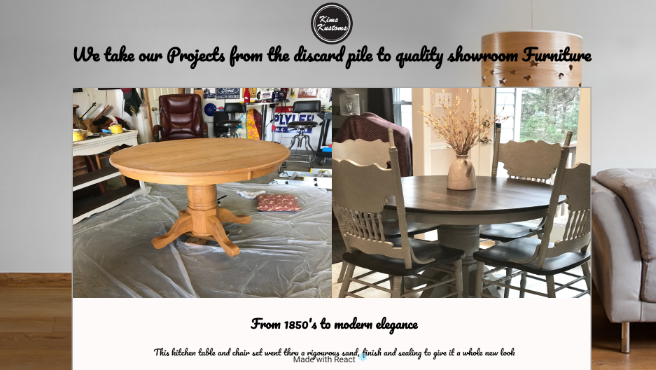 Kims
Kustoms
We take our Projects from the discard pile to quality showroom Furniture
PLYLER
From 1850's to modern elegance
This kitchen table and chair set went thru a rigourous sand, finish and sealing to give it a whole new look
Made with React